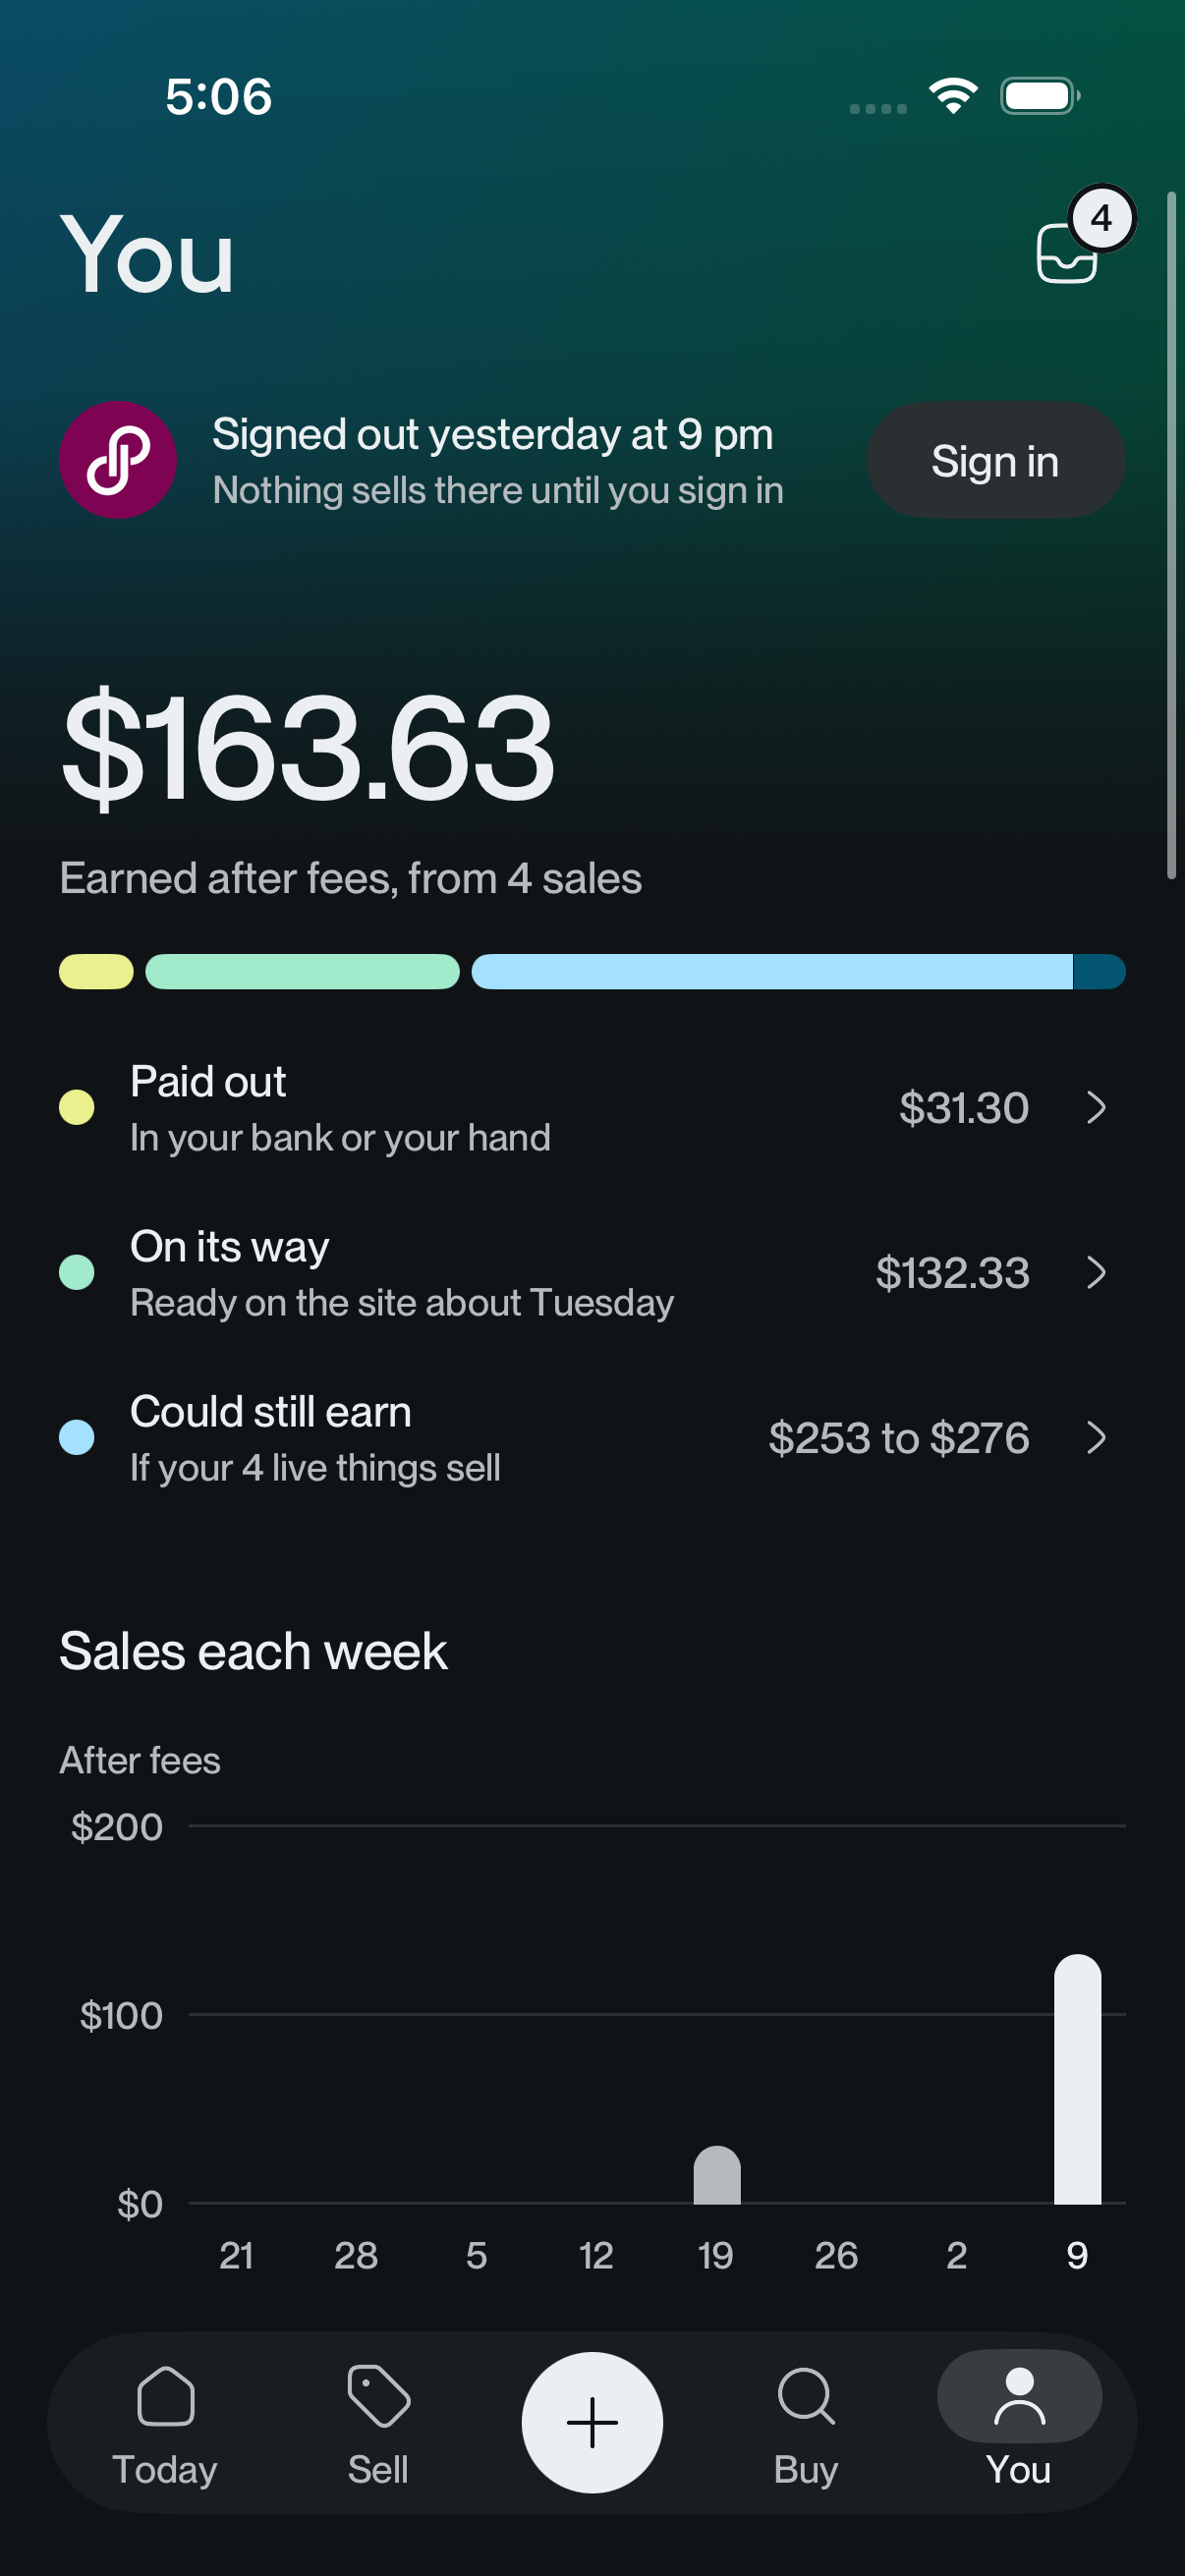 5:06
You
4
Signed out yesterday at 9 pm
Nothing sells there until you sign in
Sign in
$163.63
Earned after fees, from 4 sales
Paid out
In your bank or your hand
$31.30
On its way
Ready on the site about Tuesday
$132.33
Could still earn
If your 4 live things sell
$253 to $276
Sales each week
After fees
$200
$100
$0
21 28 5 12 19 26 2 9
Today Sell Buy You